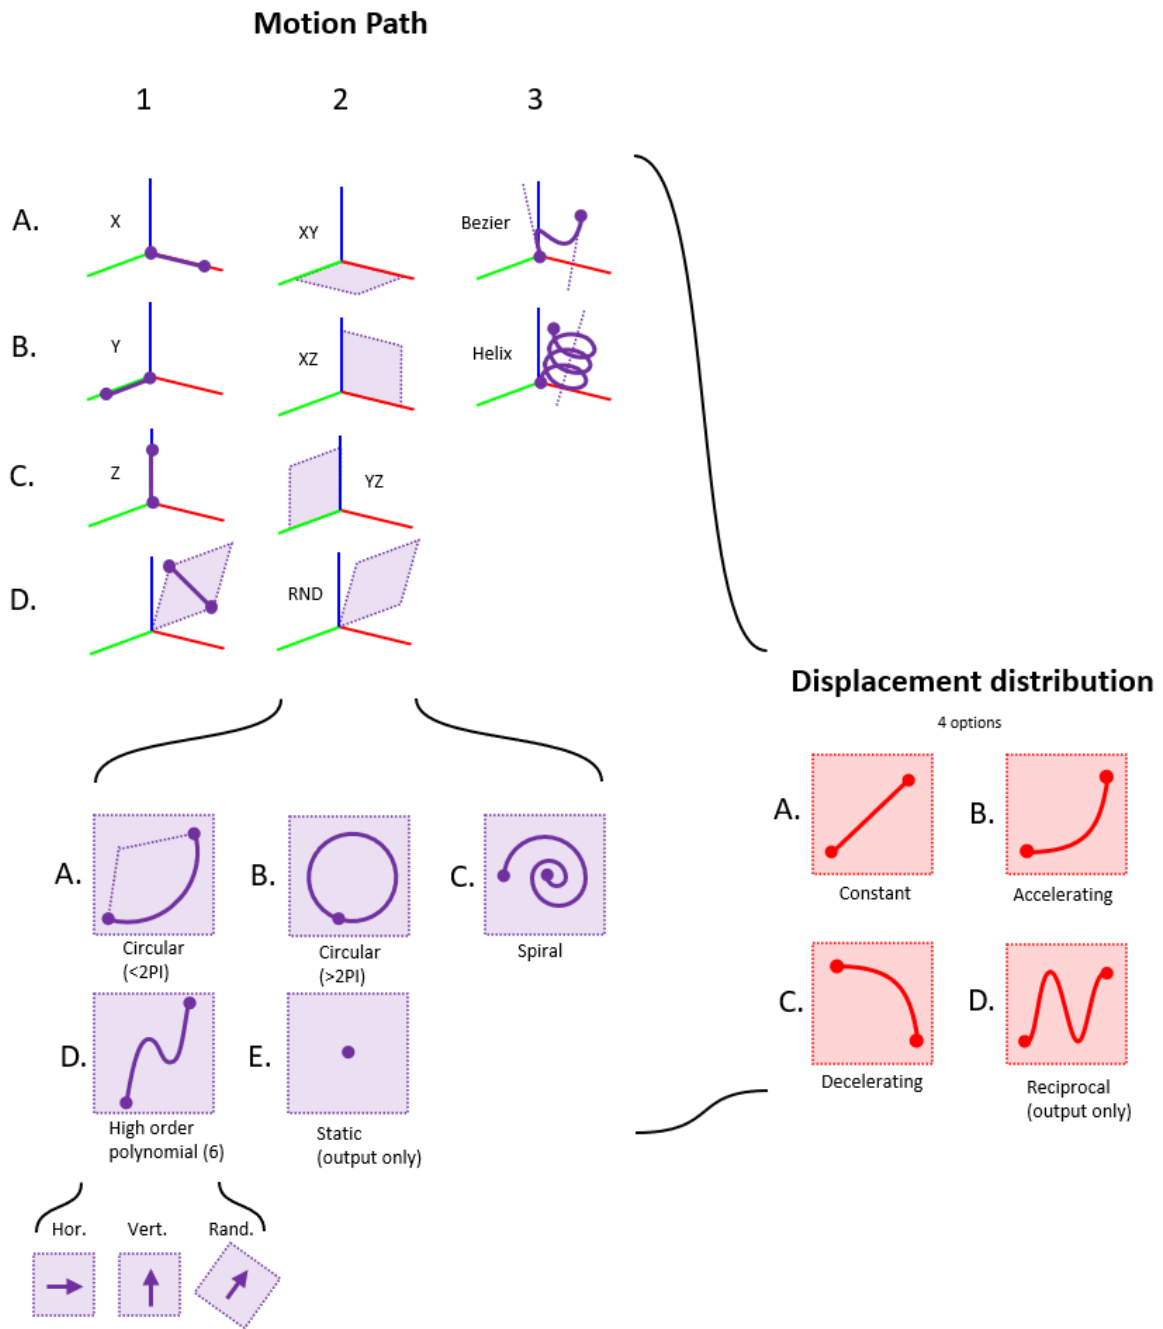 Motion Path
1 2 3
A. X XY Bezier
B. Y XZ Helix
C. Z YZ
D. RND
Displacement distribution
4 options
A. B.
Constant Accelerating
C. D.
Decelerating Reciprocal
(output only)
A. B. C.
Circular
(<2PI)
Circular
(>2PI)
Spiral
D. E.
High order
polynomial (6)
Static
(output only)
Hor. Vert. Rand.